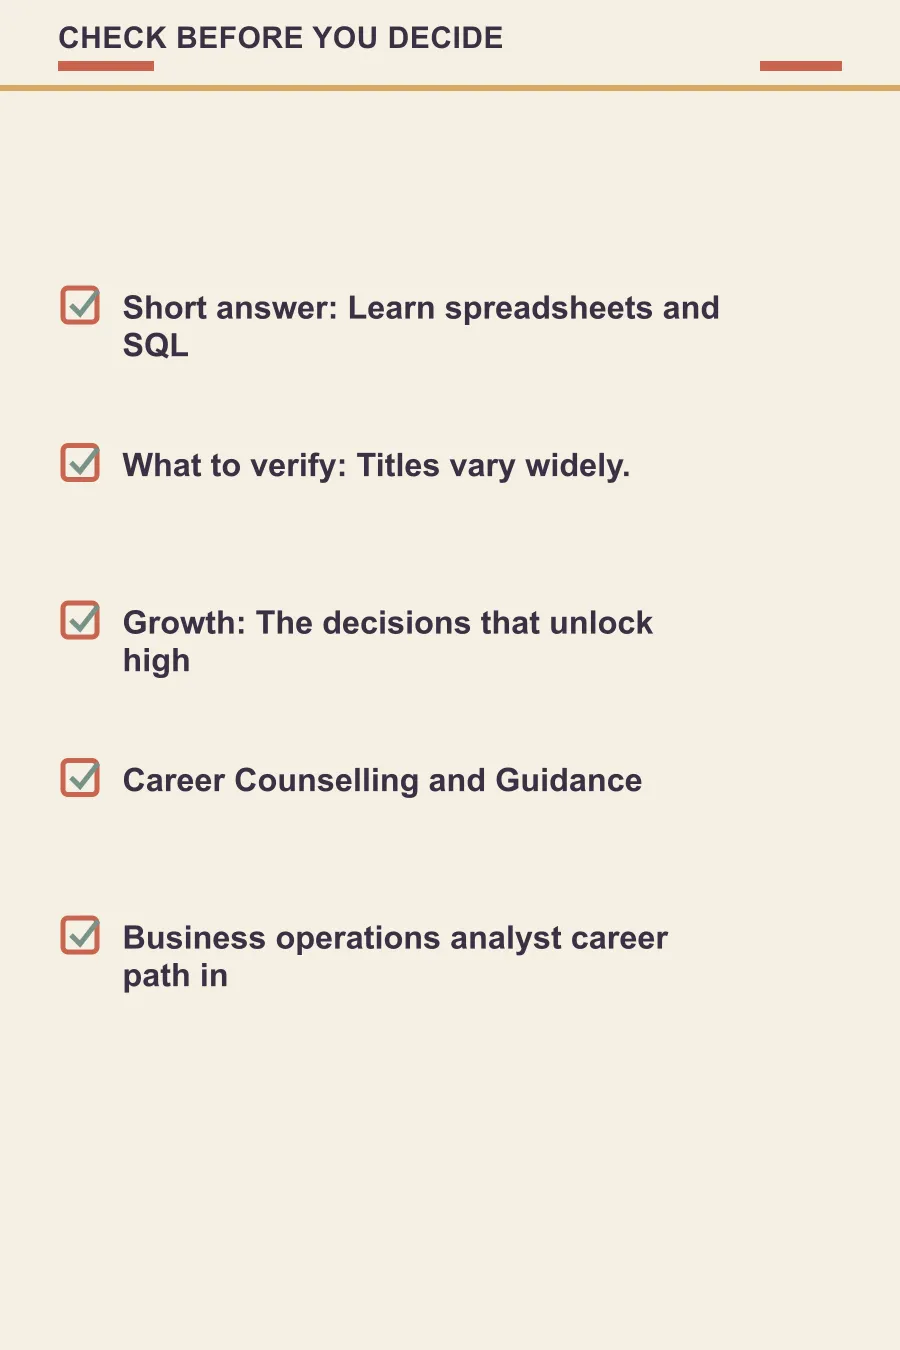 CHECK BEFORE YOU DECIDE
Short answer: Learn spreadsheets and
SQL
What to verify: Titles vary widely.
Growth: The decisions that unlock
high
Career Counselling and Guidance
Business operations analyst career
path in